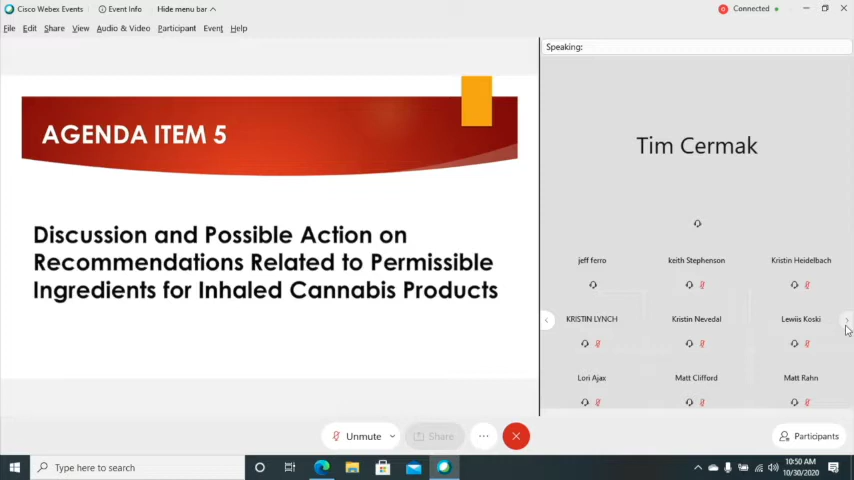 Cisco Webex Events
Event Info
Hide menu bar
Connected
File Edit Share View Audio & Video Participant Event Help
Speaking:
AGENDA ITEM 5
Discussion and Possible Action on
Recommendations Related to Permissible
Ingredients for Inhaled Cannabis Products
Tim Cermak
jeff ferro
keith Stephenson
Kristin Heidelbach
KRISTIN LYNCH
Kristin Nevedal
Lewiis Koski
Lori Ajax
Matt Clifford
Matt Rahn
Unmute
Share
Participants
Type here to search
10:50 AM
10/30/2020